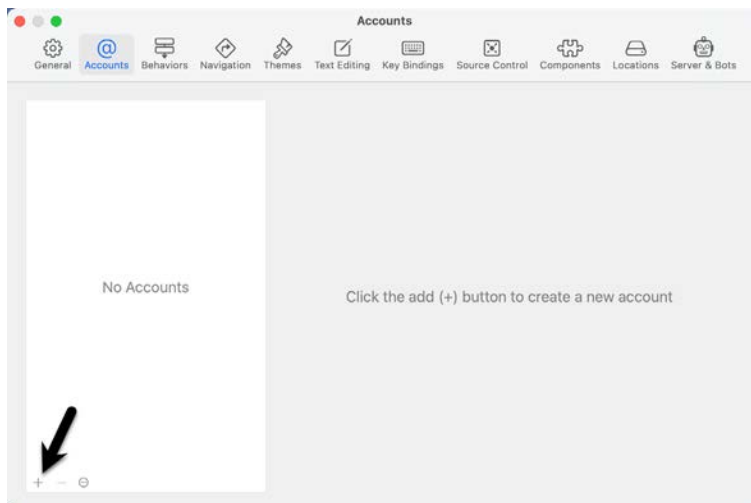 Accounts
General Accounts Behaviors Navigation Themes Text Editing Key Bindings Source Control Components Locations Server & Bots
No Accounts
Click the add (+) button to create a new account